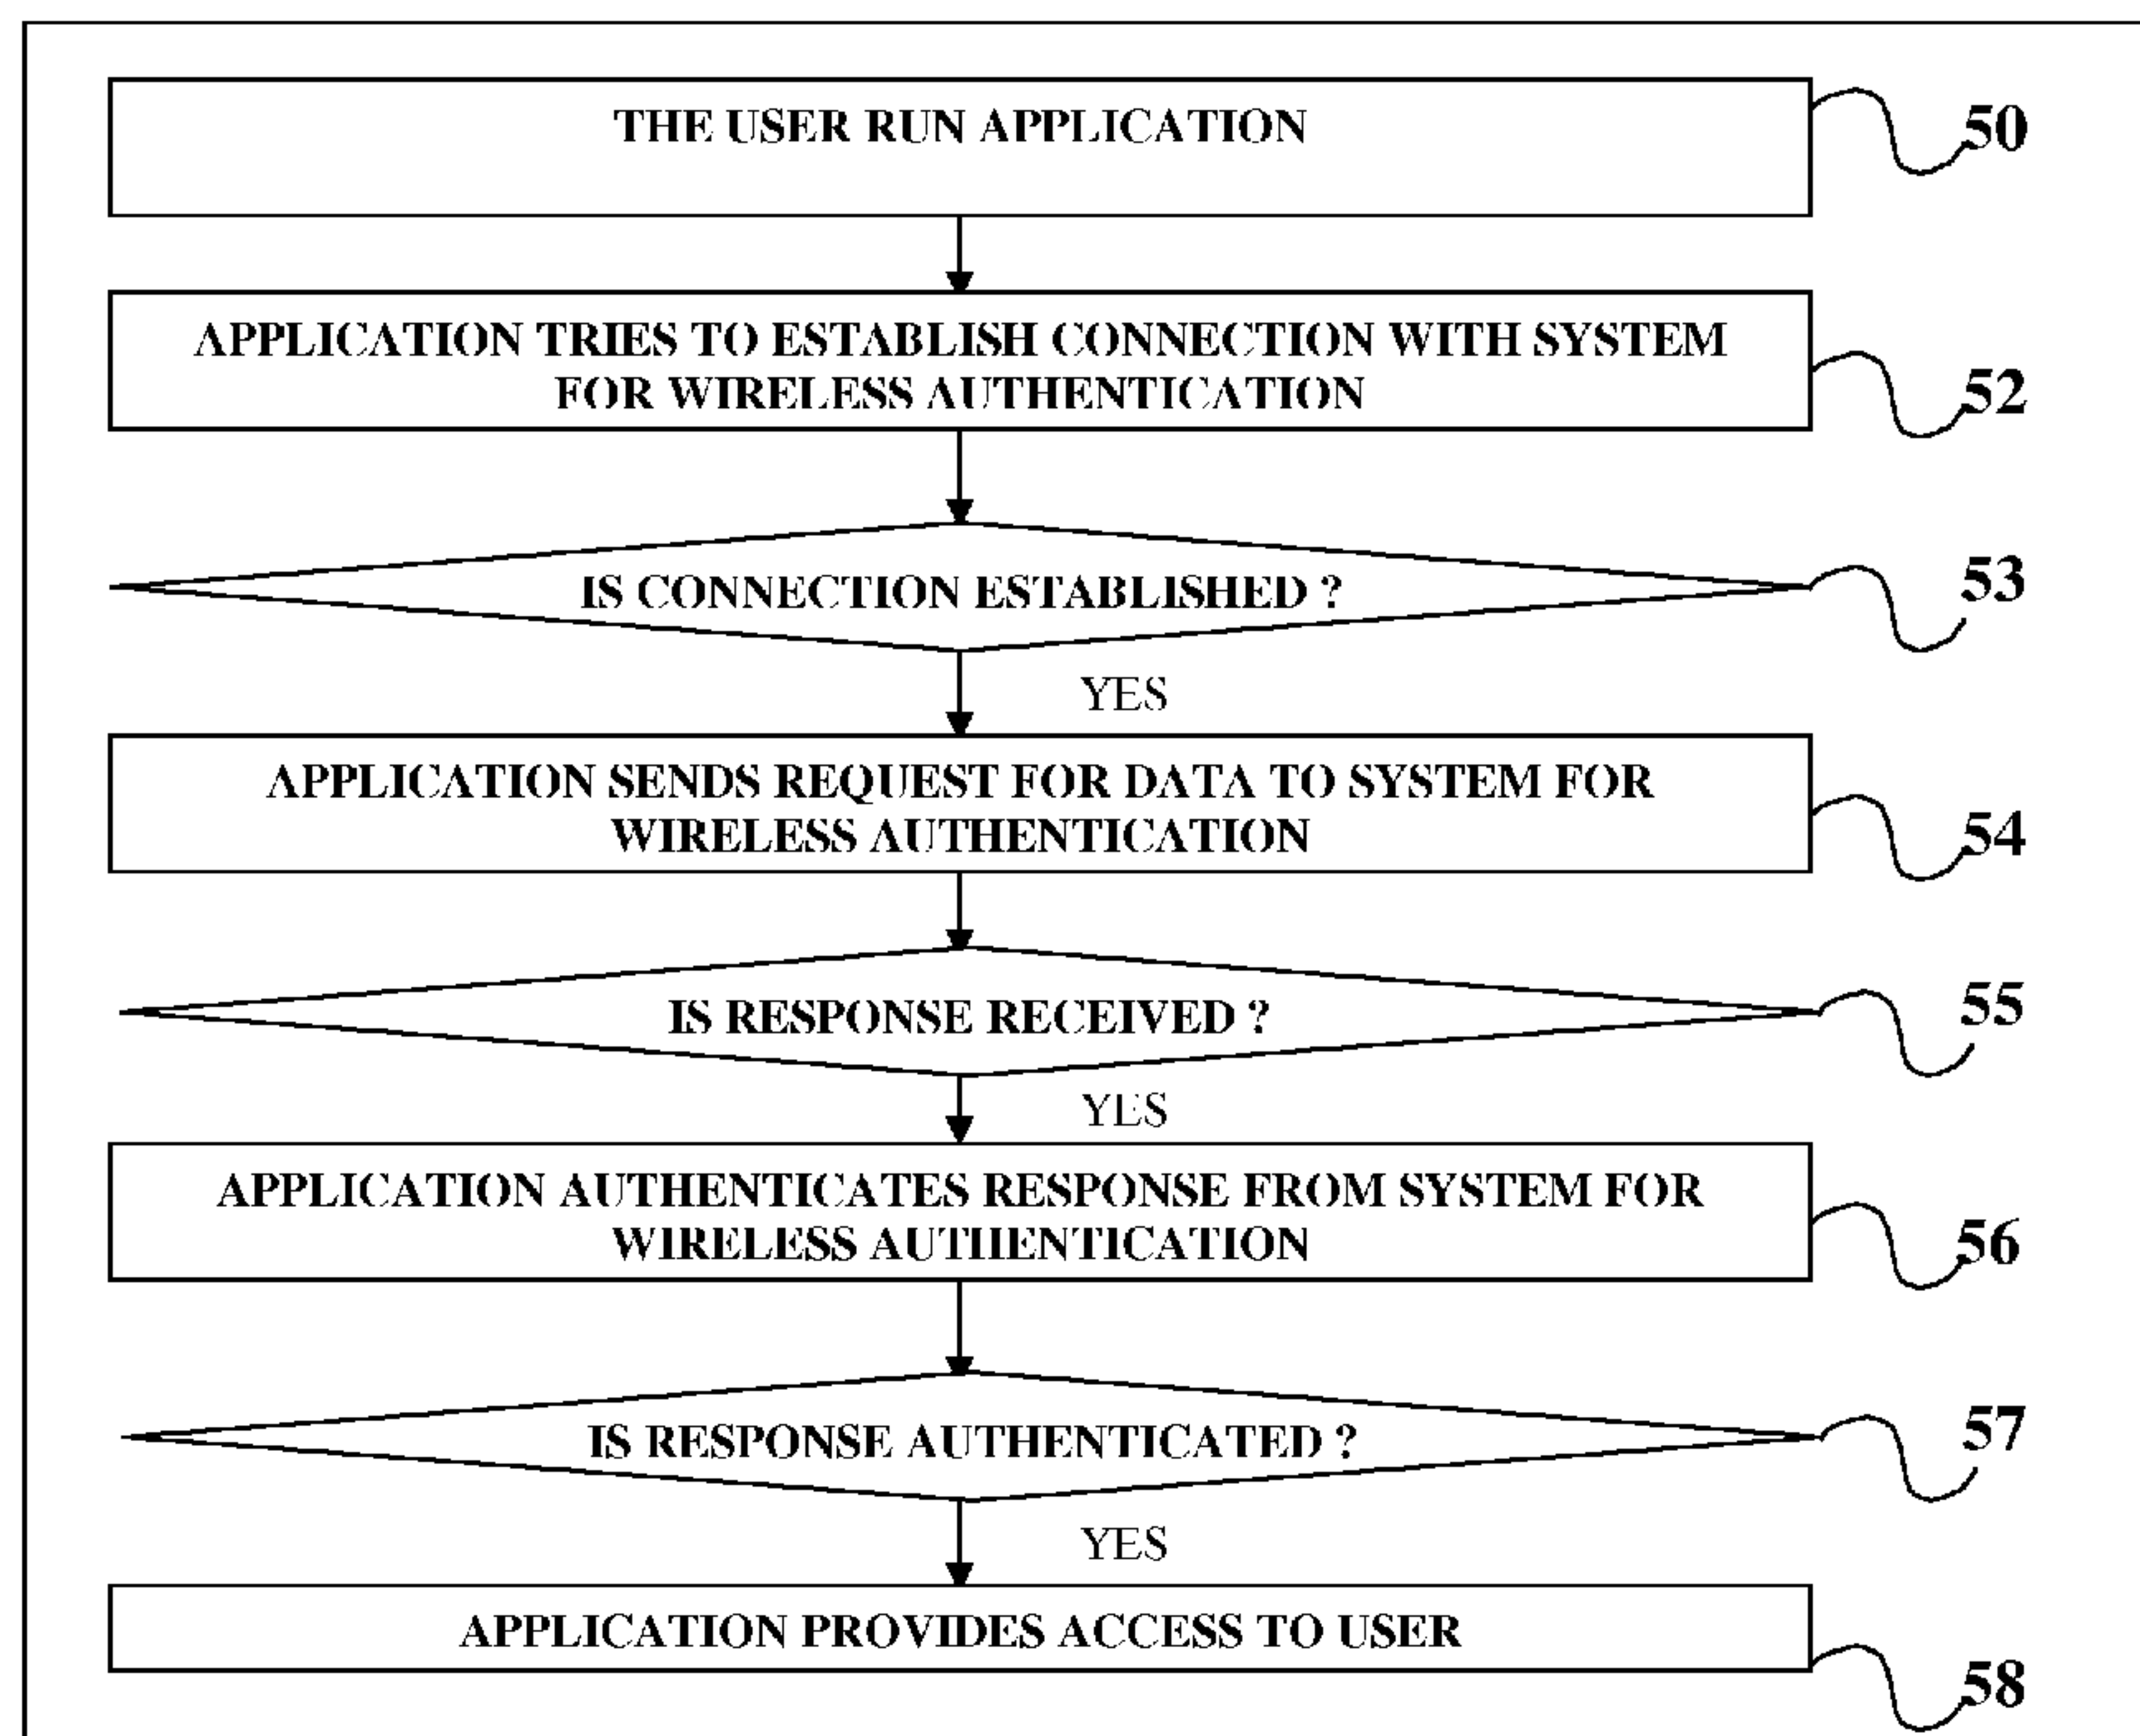 THE USER RUN APPLICATION
50
APPLICATION TRIES TO ESTABLISH CONNECTION WITH SYSTEM
FOR WIRELESS AUTHENTICATION
52
IS CONNECTION ESTABLISHED ?
53
YES
APPLICATION SENDS REQUEST FOR DATA TO SYSTEM FOR
WIRELESS AUTHENTICATION
54
IS RESPONSE RECEIVED ?
55
YES
APPLICATION AUTHENTICATES RESPONSE FROM SYSTEM FOR
WIRELESS AUTHENTICATION
56
IS RESPONSE AUTHENTICATED ?
57
YES
APPLICATION PROVIDES ACCESS TO USER
58